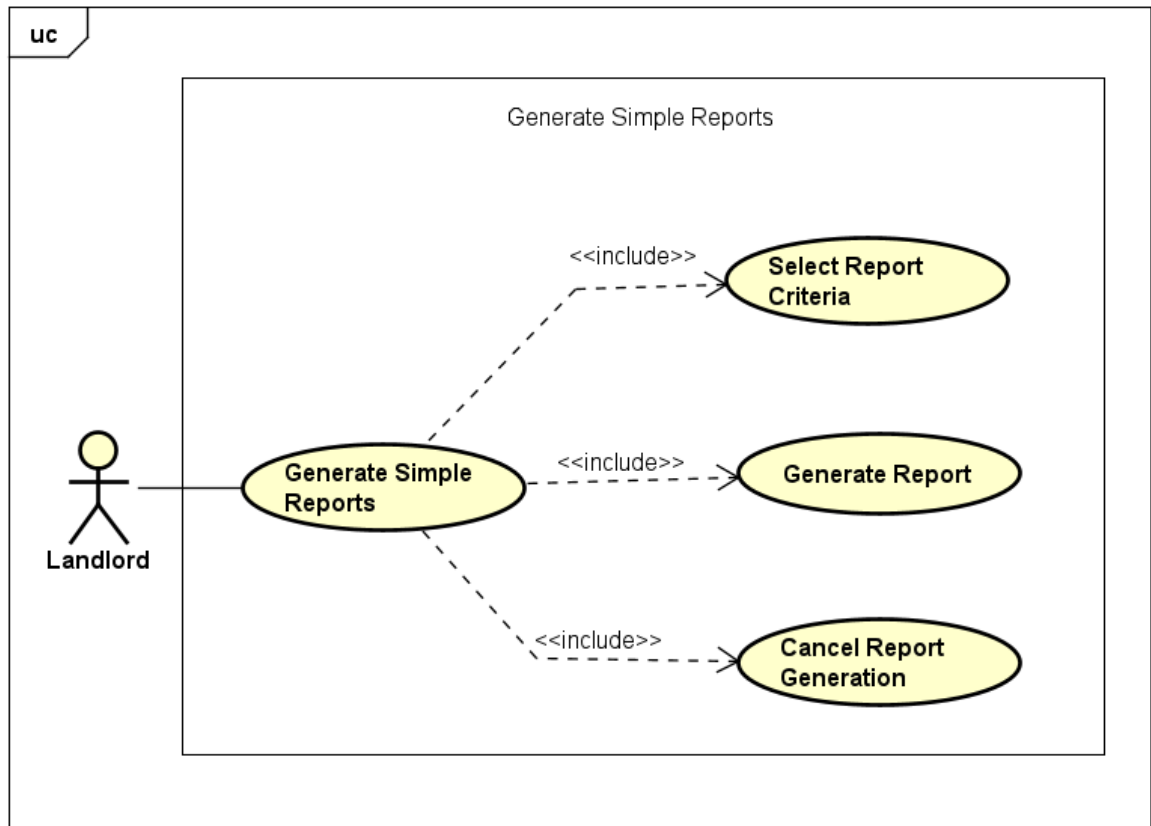 uc
Generate Simple Reports
<<include>>
Select Report
Criteria
<<include>>
Generate Simple
Reports
Generate Report
Landlord
<<include>>
Cancel Report
Generation